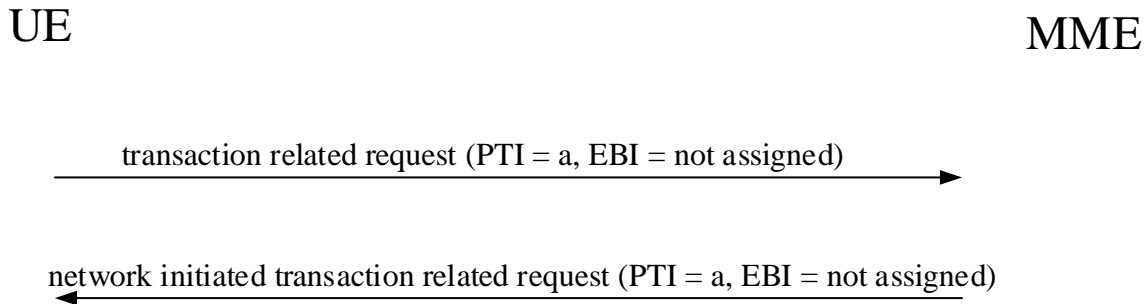 UE
MME
transaction related request (PTI = a, EBI = not assigned)
network initiated transaction related request (PTI = a, EBI = not assigned)